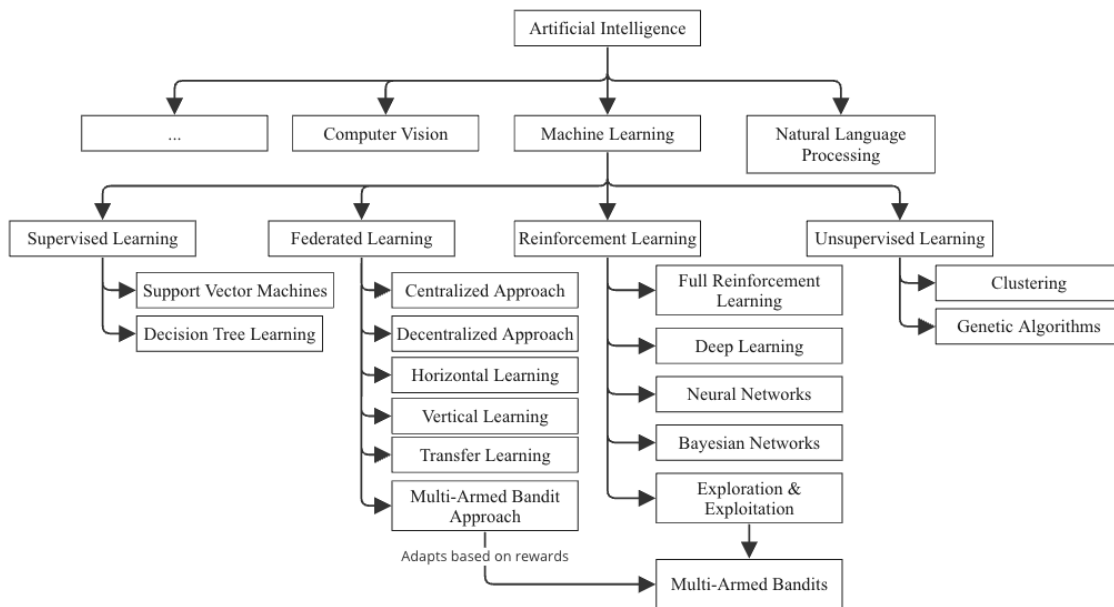 Artificial Intelligence
...
Computer Vision
Machine Learning
Natural Language
Processing
Supervised Learning
Federated Learning
Reinforcement Learning
Unsupervised Learning
Support Vector Machines
Decision Tree Learning
Centralized Approach
Decentralized Approach
Horizontal Learning
Vertical Learning
Transfer Learning
Multi-Armed Bandit
Approach
Adapts based on rewards
Full Reinforcement
Learning
Deep Learning
Neural Networks
Bayesian Networks
Exploration &
Exploitation
Multi-Armed Bandits
Clustering
Genetic Algorithms